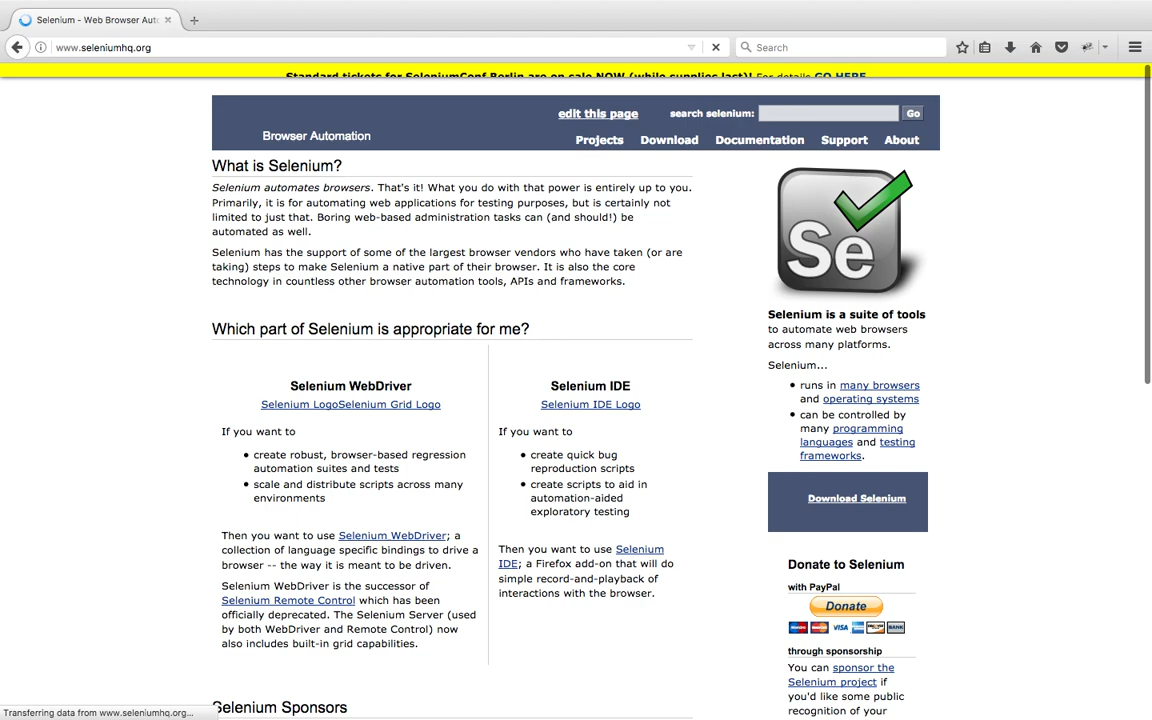 Selenium - Web Browser Aut
www.seleniumhq.org
Search
Standard tickets for SeleniumConf Berlin are on sale NOW (while supplies last)! For details GO HERE
edit this page
search selenium:
Go
Browser Automation
Projects
Download
Documentation
Support
About
What is Selenium?
Selenium automates browsers. That's it! What you do with that power is entirely up to you.
Primarily, it is for automating web applications for testing purposes, but is certainly not
limited to just that. Boring web-based administration tasks can (and should!) be
automated as well.
Selenium has the support of some of the largest browser vendors who have taken (or are
taking) steps to make Selenium a native part of their browser. It is also the core
technology in countless other browser automation tools, APIs and frameworks.
Which part of Selenium is appropriate for me?
Selenium WebDriver
Selenium LogoSelenium Grid Logo
If you want to
• create robust, browser-based regression
automation suites and tests
• scale and distribute scripts across many
environments
Then you want to use Selenium WebDriver; a
collection of language specific bindings to drive a
browser -- the way it is meant to be driven.
Selenium WebDriver is the successor of
Selenium Remote Control which has been
officially deprecated. The Selenium Server (used
by both WebDriver and Remote Control) now
also includes built-in grid capabilities.
Selenium IDE
Selenium IDE Logo
If you want to
• create quick bug
reproduction scripts
• create scripts to aid in
automation-aided
exploratory testing
Then you want to use Selenium
IDE; a Firefox add-on that will do
simple record-and-playback of
interactions with the browser.
Selenium Sponsors
Se
Selenium is a suite of tools
to automate web browsers
across many platforms.
Selenium...
• runs in many browsers
and operating systems
• can be controlled by
many programming
languages and testing
frameworks.
Download Selenium
Donate to Selenium
with PayPal
Donate
VISA
BANK
through sponsorship
You can sponsor the
Selenium project if
you'd like some public
recognition of your
Transferring data from www.seleniumhq.org...